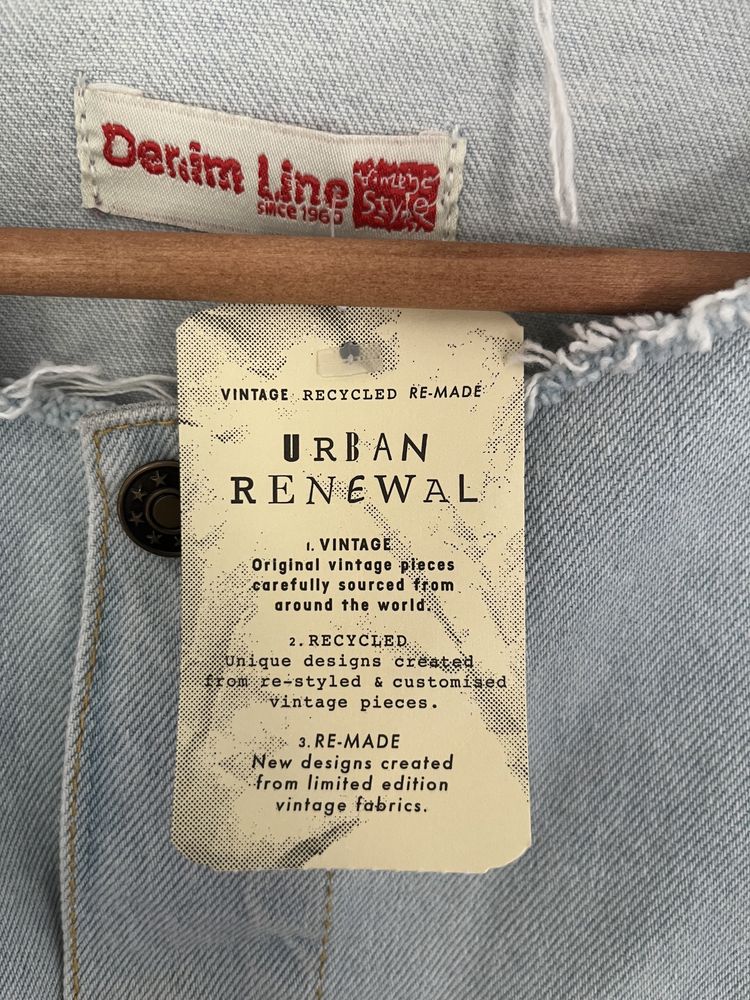 Denim Line
since 1960
Style
VINTAGE RECYCLED RE-MADE
URBAN
RENEWAL
1. VINTAGE
Original vintage pieces
carefully sourced from
around the world.
2. RECYCLED
Unique designs created
from re-styled & customised
vintage pieces.
3. RE-MADE
New designs created
from limited edition
vintage fabrics.